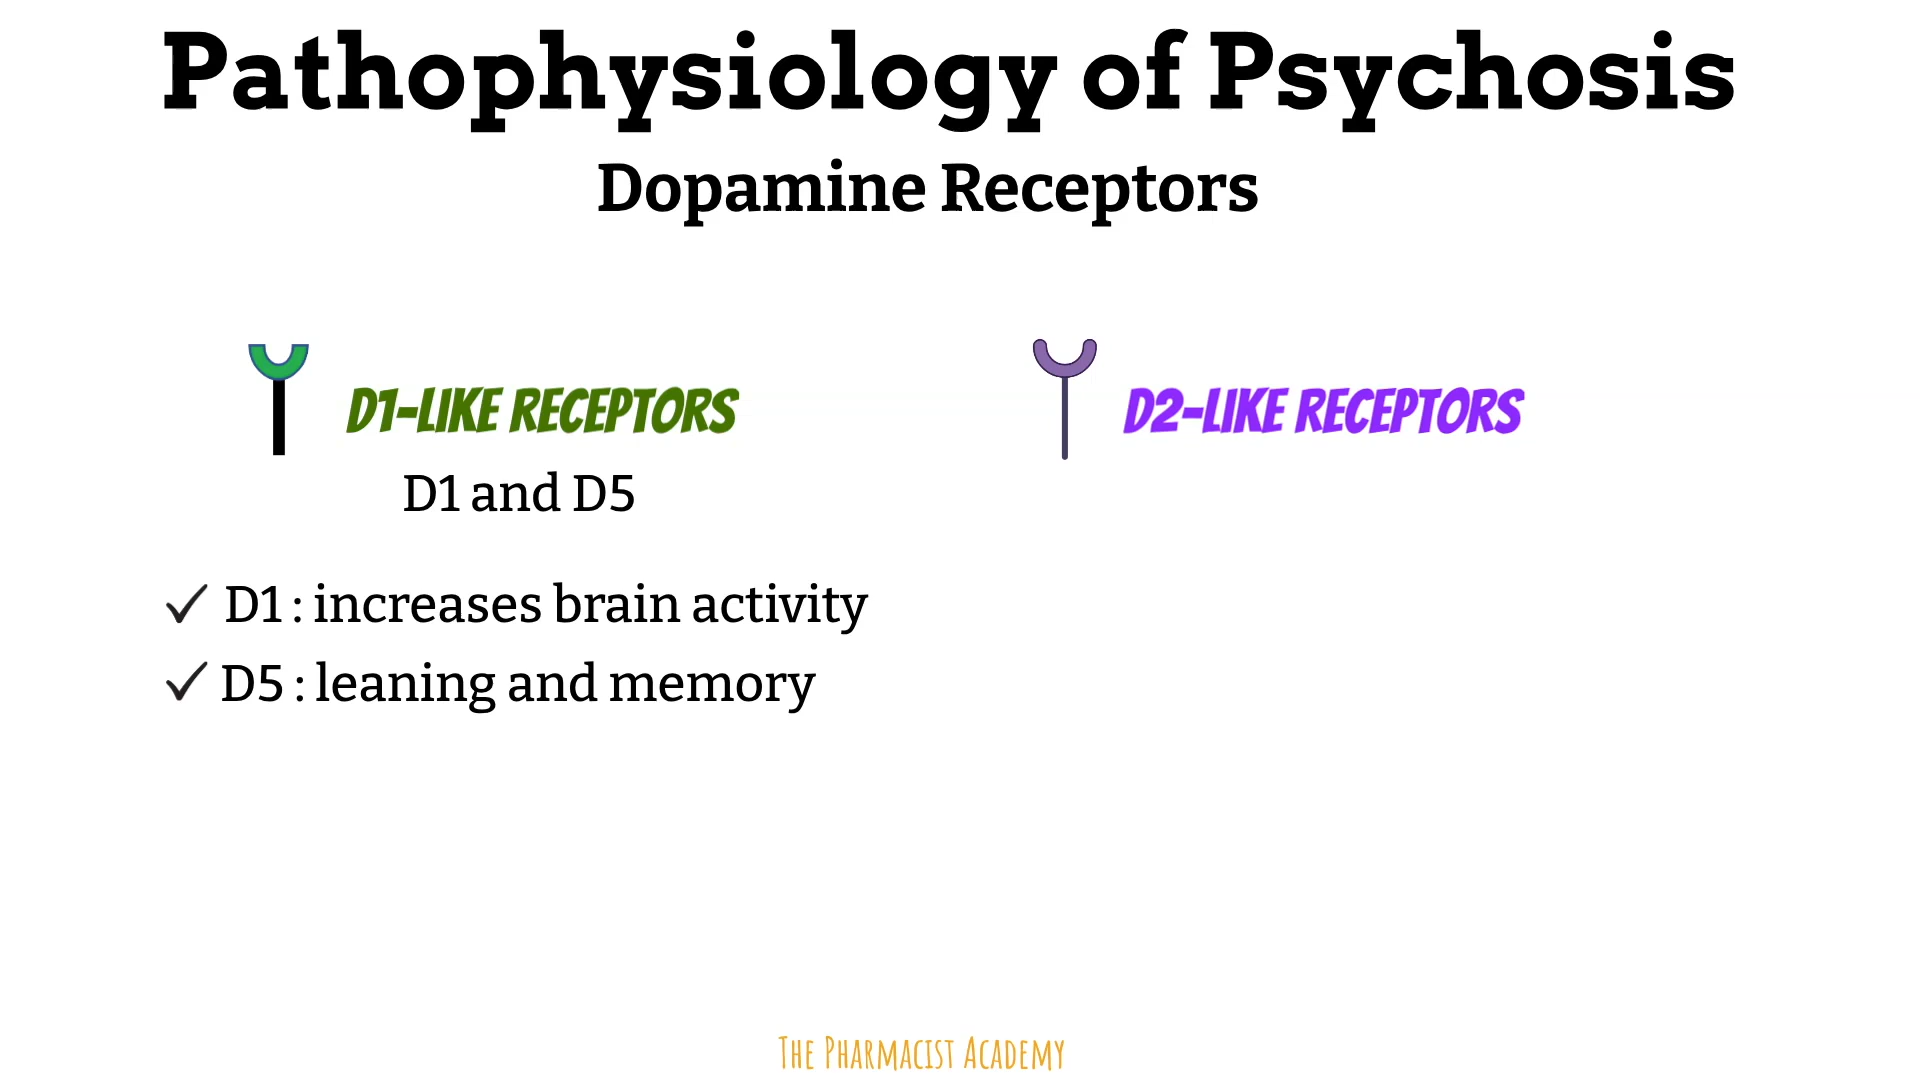 Pathophysiology of Psychosis
Dopamine Receptors
D1-LIKE RECEPTORS
D1 and D5
D1 : increases brain activity
D5 : leaning and memory
D2-LIKE RECEPTORS
The Pharmacist Academy